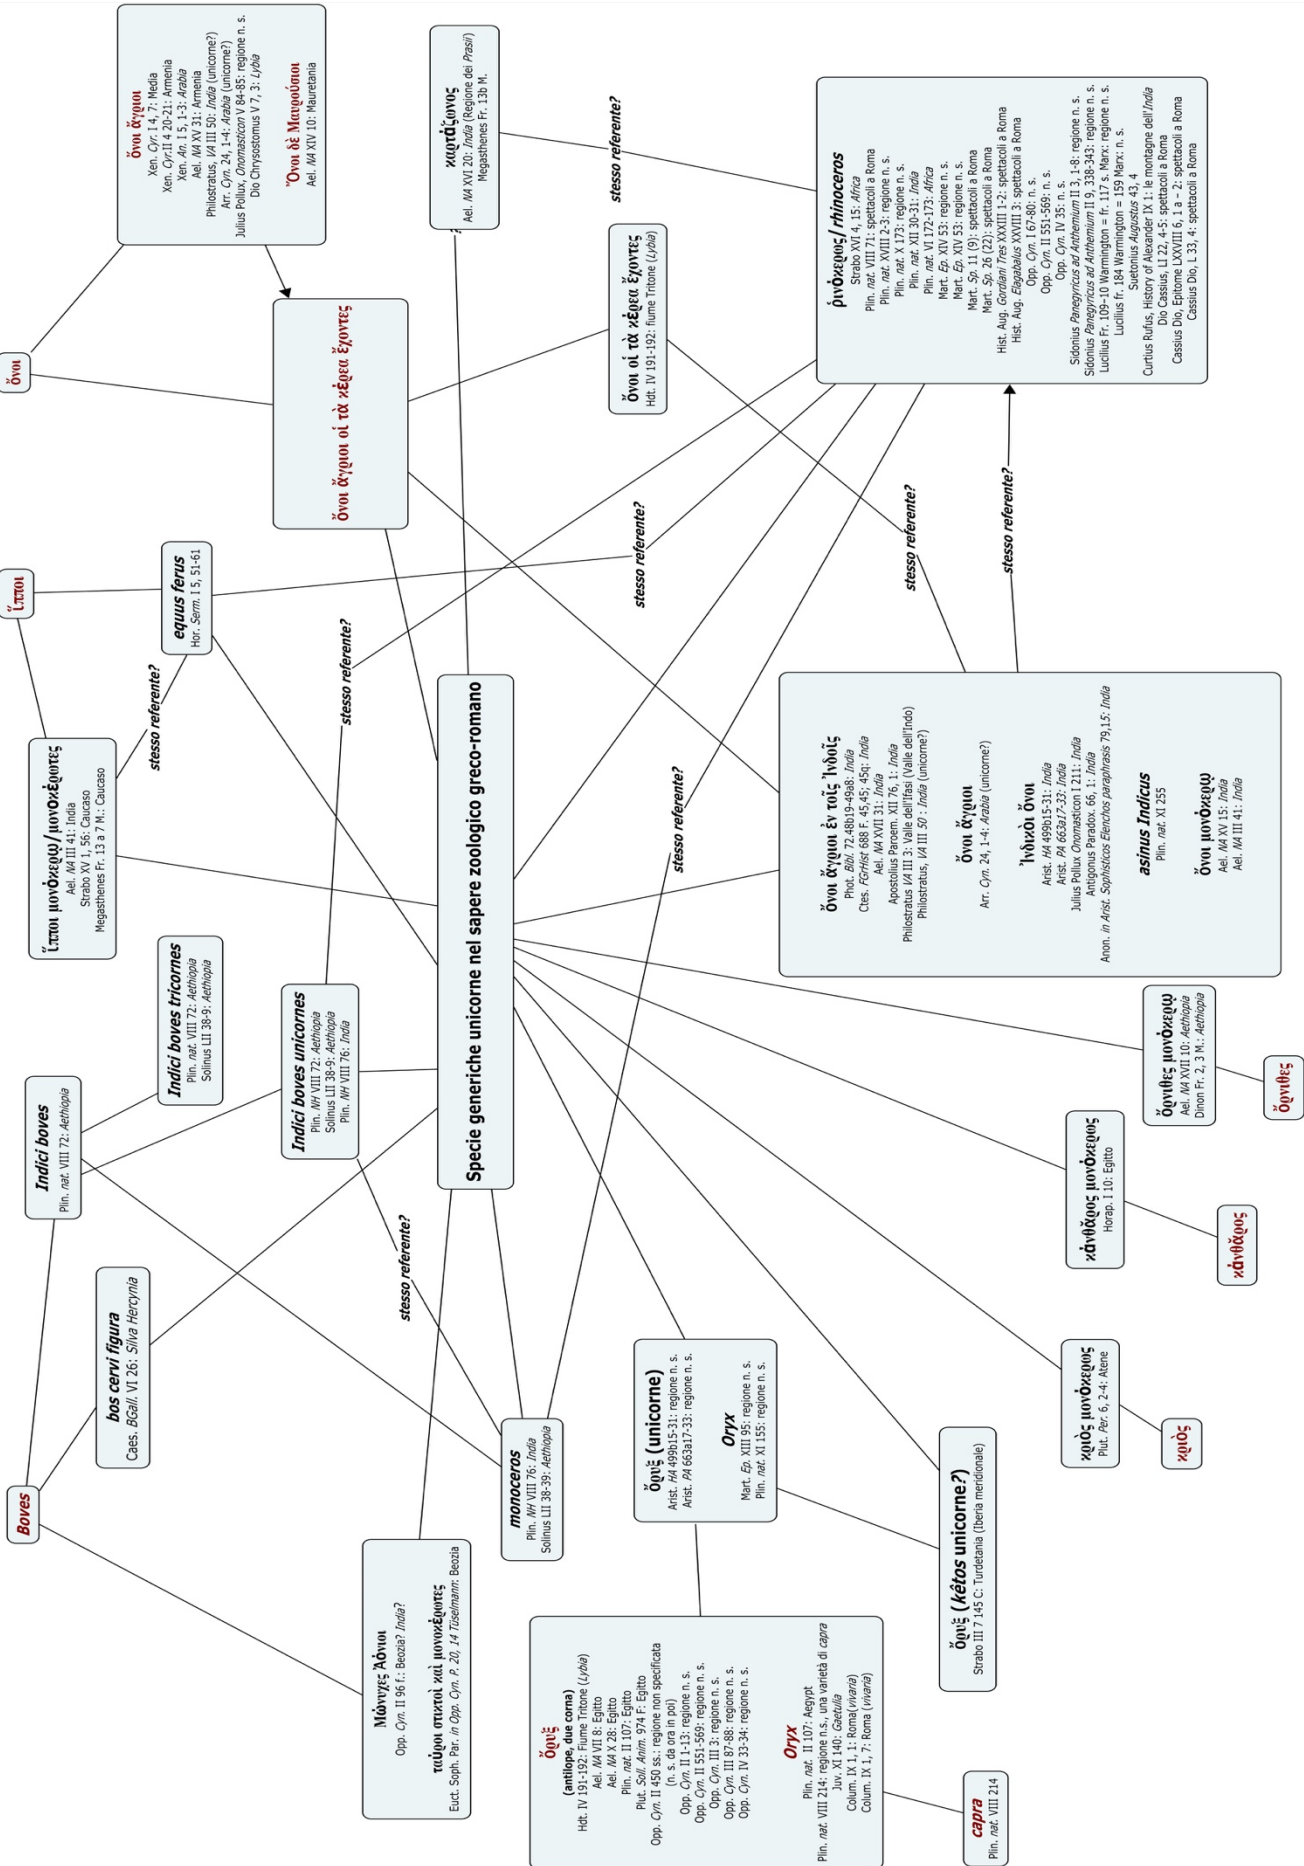 Boves
Indici boves
Plin. nat. VIII 72: Aethiopia
bos cervi figura
Caes. BGall. VI 26: Silva Hercynia
Indici boves tricornes
Plin. nat. VIII 72: Aethiopia
Solinus LII 38-9: Aethiopia
Indici boves unicornes
Plin. NH VIII 72: Aethiopia
Solinus LII 38-9: Aethiopia
Plin. NH VIII 76: India
ἵπποι μονόκερῳ/μονοκέρωτες
Ael. NA III 41: India
Strabo XV 1, 56: Caucaso
Megasthenes Fr. 13 a 7 M.: Caucaso
stesso referente?
ἵπποι
equus ferus
Hor. Serm. I 5, 51-61
stesso referente?
ὄνοι
ὄνοι ἄγριοι
Xen. Cyr. I 4, 7: Media
Xen. Cyr.II 4 20-21: Armenia
Xen. An. I 5, 1-3: Arabia
Ael. NA XV 31: Armenia
Philostratus, VA III 50: India (unicorne?)
Arr. Cyn. 24, 1-4: Arabia (unicorne?)
Julius Pollux, Onomasticon V 84-85: regione n. s.
Dio Chrysostomus V 7, 3: Lybia
Ὄνοι δὲ Μαυρούσιοι
Ael. NA XIV 10: Mauretania
ὄνοι ἄγριοι οἱ τὰ κέρεα ἔχοντες
Μώνυχες Ἀόνιοι
Opp. Cyn. II 96 f.: Beozia? India?
ταῦροι στικτοὶ καὶ μονοκέρωτες
Euct. Soph. Par. in Opp. Cyn. P. 20, 14 Tüselmann: Beozia
stesso referente?
Specie generiche unicorne nel sapere zoologico greco-romano
?
καρτάζωνος
Ael. NA XVI 20: India (Regione dei Prasii)
Megasthenes Fr. 13b M.
monoceros
Plin. NH VIII 76: India
Solinus LII 38-39: Aethiopia
ὄρυξ
(antilope, due corna)
Hdt. IV 191-192: Fiume Tritone (Lybia)
Ael. NA VII 8: Egitto
Ael. NA X 28: Egitto
Plin. nat. II 107: Egitto
Plut. Soll. Anim. 974 F: Egitto
Opp. Cyn. II 450 ss.: regione non specificata
(n. s. da ora in poi)
Opp. Cyn. II 1-13: regione n. s.
Opp. Cyn. II 551-569: regione n. s.
Opp. Cyn. III 3: regione n. s.
Opp. Cyn. III 87-88: regione n. s.
Opp. Cyn. IV 33-34: regione n. s.
Oryx
Plin. nat. II 107: Aegypt
Plin. nat. VIII 214: regione n.s., una varietà di capra
Juv. XI 140: Gaetulia
Colum. IX 1, 1: Roma(vivaria)
Colum. IX 1, 7: Roma (vivaria)
ὄρυξ (unicorne)
Arist. HA 499b15-31: regione n. s.
Arist. PA 663a17-33: regione n. s.
Oryx
Mart. Ep. XIII 95: regione n. s.
Plin. nat. XI 155: regione n. s.
stesso referente?
stesso referente?
ὄνοι οἱ τὰ κέρεα ἔχοντες
Hdt. IV 191-192: fiume Tritone (Lybia)
stesso referente?
ὄνοι ἄγριοι ἐν τοῖς Ἰνδοῖς
Phot. Bibl. 72.48b19-49a8: India
Ctes. FGrHist 688 F. 45,45; 45q: India
Ael. NA XVII 31: India
Apostolius Paroem. XII 76, 1: India
Philostratus VA III 3: Valle dell'Ifasi (Valle dell'Indo)
Philostratus, VA III 50 : India (unicorne?)
ὄνοι ἄγριοι
Arr. Cyn. 24, 1-4: Arabia (unicorne?)
Ἰνδικοὶ ὄνοι
Arist. HA 499b15-31: India
Arist. PA 663a17-33: India
Julius Pollux Onomasticon I 211: India
Antigonus Paradox. 66, 1: India
Anon. in Arist. Sophisticos Elenchos paraphrasis 79,15: India
asinus Indicus
Plin. nat. XI 255
ὄνοι μονόκερῳ
Ael. NA XV 15: India
Ael. NA III 41: India
stesso referente?
stesso referente?
ῥινόκερως/ rhinoceros
Strabo XVI 4, 15: Africa
Plin. nat. VIII 71: spettacoli a Roma
Plin. nat. XVIII 2-3: regione n. s.
Plin. nat. X 173: regione n. s.
Plin. nat. XII 30-31: India
Plin. nat. VI 172-173: Africa
Mart. Ep. XIV 53: regione n. s.
Mart. Ep. XIV 53: regione n. s.
Mart. Sp. 11 (9): spettacoli a Roma
Mart. Sp. 26 (22): spettacoli a Roma
Hist. Aug. Gordiani Tres XXXIII 1-2: spettacoli a Roma
Hist. Aug. Elagabalus XXVIII 3: spettacoli a Roma
Opp. Cyn. I 67-80: n. s.
Opp. Cyn. II 551-569: n. s.
Opp. Cyn. IV 35: n. s.
Sidonius Panegyricus ad Anthemium II 3, 1-8: regione n. s.
Sidonius Panegyricus ad Anthemium II 9, 338-343: regione n. s.
Lucilius Fr. 109-10 Warmington = fr. 117 s. Marx: regione n. s.
Lucilius fr. 184 Warmington = 159 Marx: n. s.
Suetonius Augustus 43, 4
Curtius Rufus, History of Alexander IX 1: le montagne dell'India
Dio Cassius, LI 22, 4-5: spettacoli a Roma
Cassius Dio, Epitome LXXVIII 6, 1 a - 2: spettacoli a Roma
Cassius Dio, L 33, 4: spettacoli a Roma
ὄρυξ (kêtos unicorne?)
Strabo III 7 145 C: Turdetania (Iberia meridionale)
capra
Plin. nat. VIII 214
κριὸς μονόκερως
Plut. Per. 6, 2-4: Atene
κριὸς
κάνθᾰρος μονόκερως
Horap. I 10: Egitto
κάνθᾰρος
ὄρνιθες μονόκερῳ
Ael. NA XVII 10: Aethiopia
Dinon Fr. 2, 3 M.: Aethiopia
ὄρνιθες